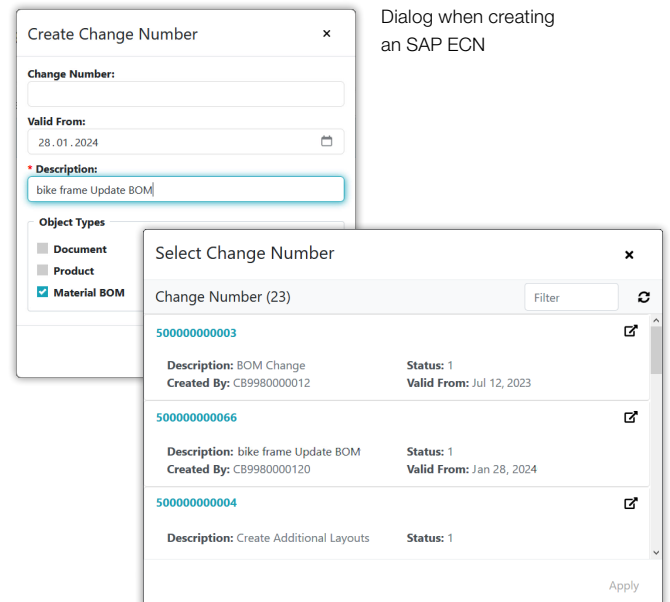 Dialog when creating
an SAP ECN
Create Change Number
Change Number:
Valid From:
28.01.2024
* Description:
bike frame Update BOM
Object Types
Document
Product
Material BOM
Select Change Number
Change Number (23)
Filter
500000000003
Description: BOM Change Status: 1
Created By: CB9980000012 Valid From: Jul 12, 2023
500000000066
Description: bike frame Update BOM Status: 1
Created By: CB9980000120 Valid From: Jan 28, 2024
500000000004
Description: Create Additional Layouts Status: 1
Apply